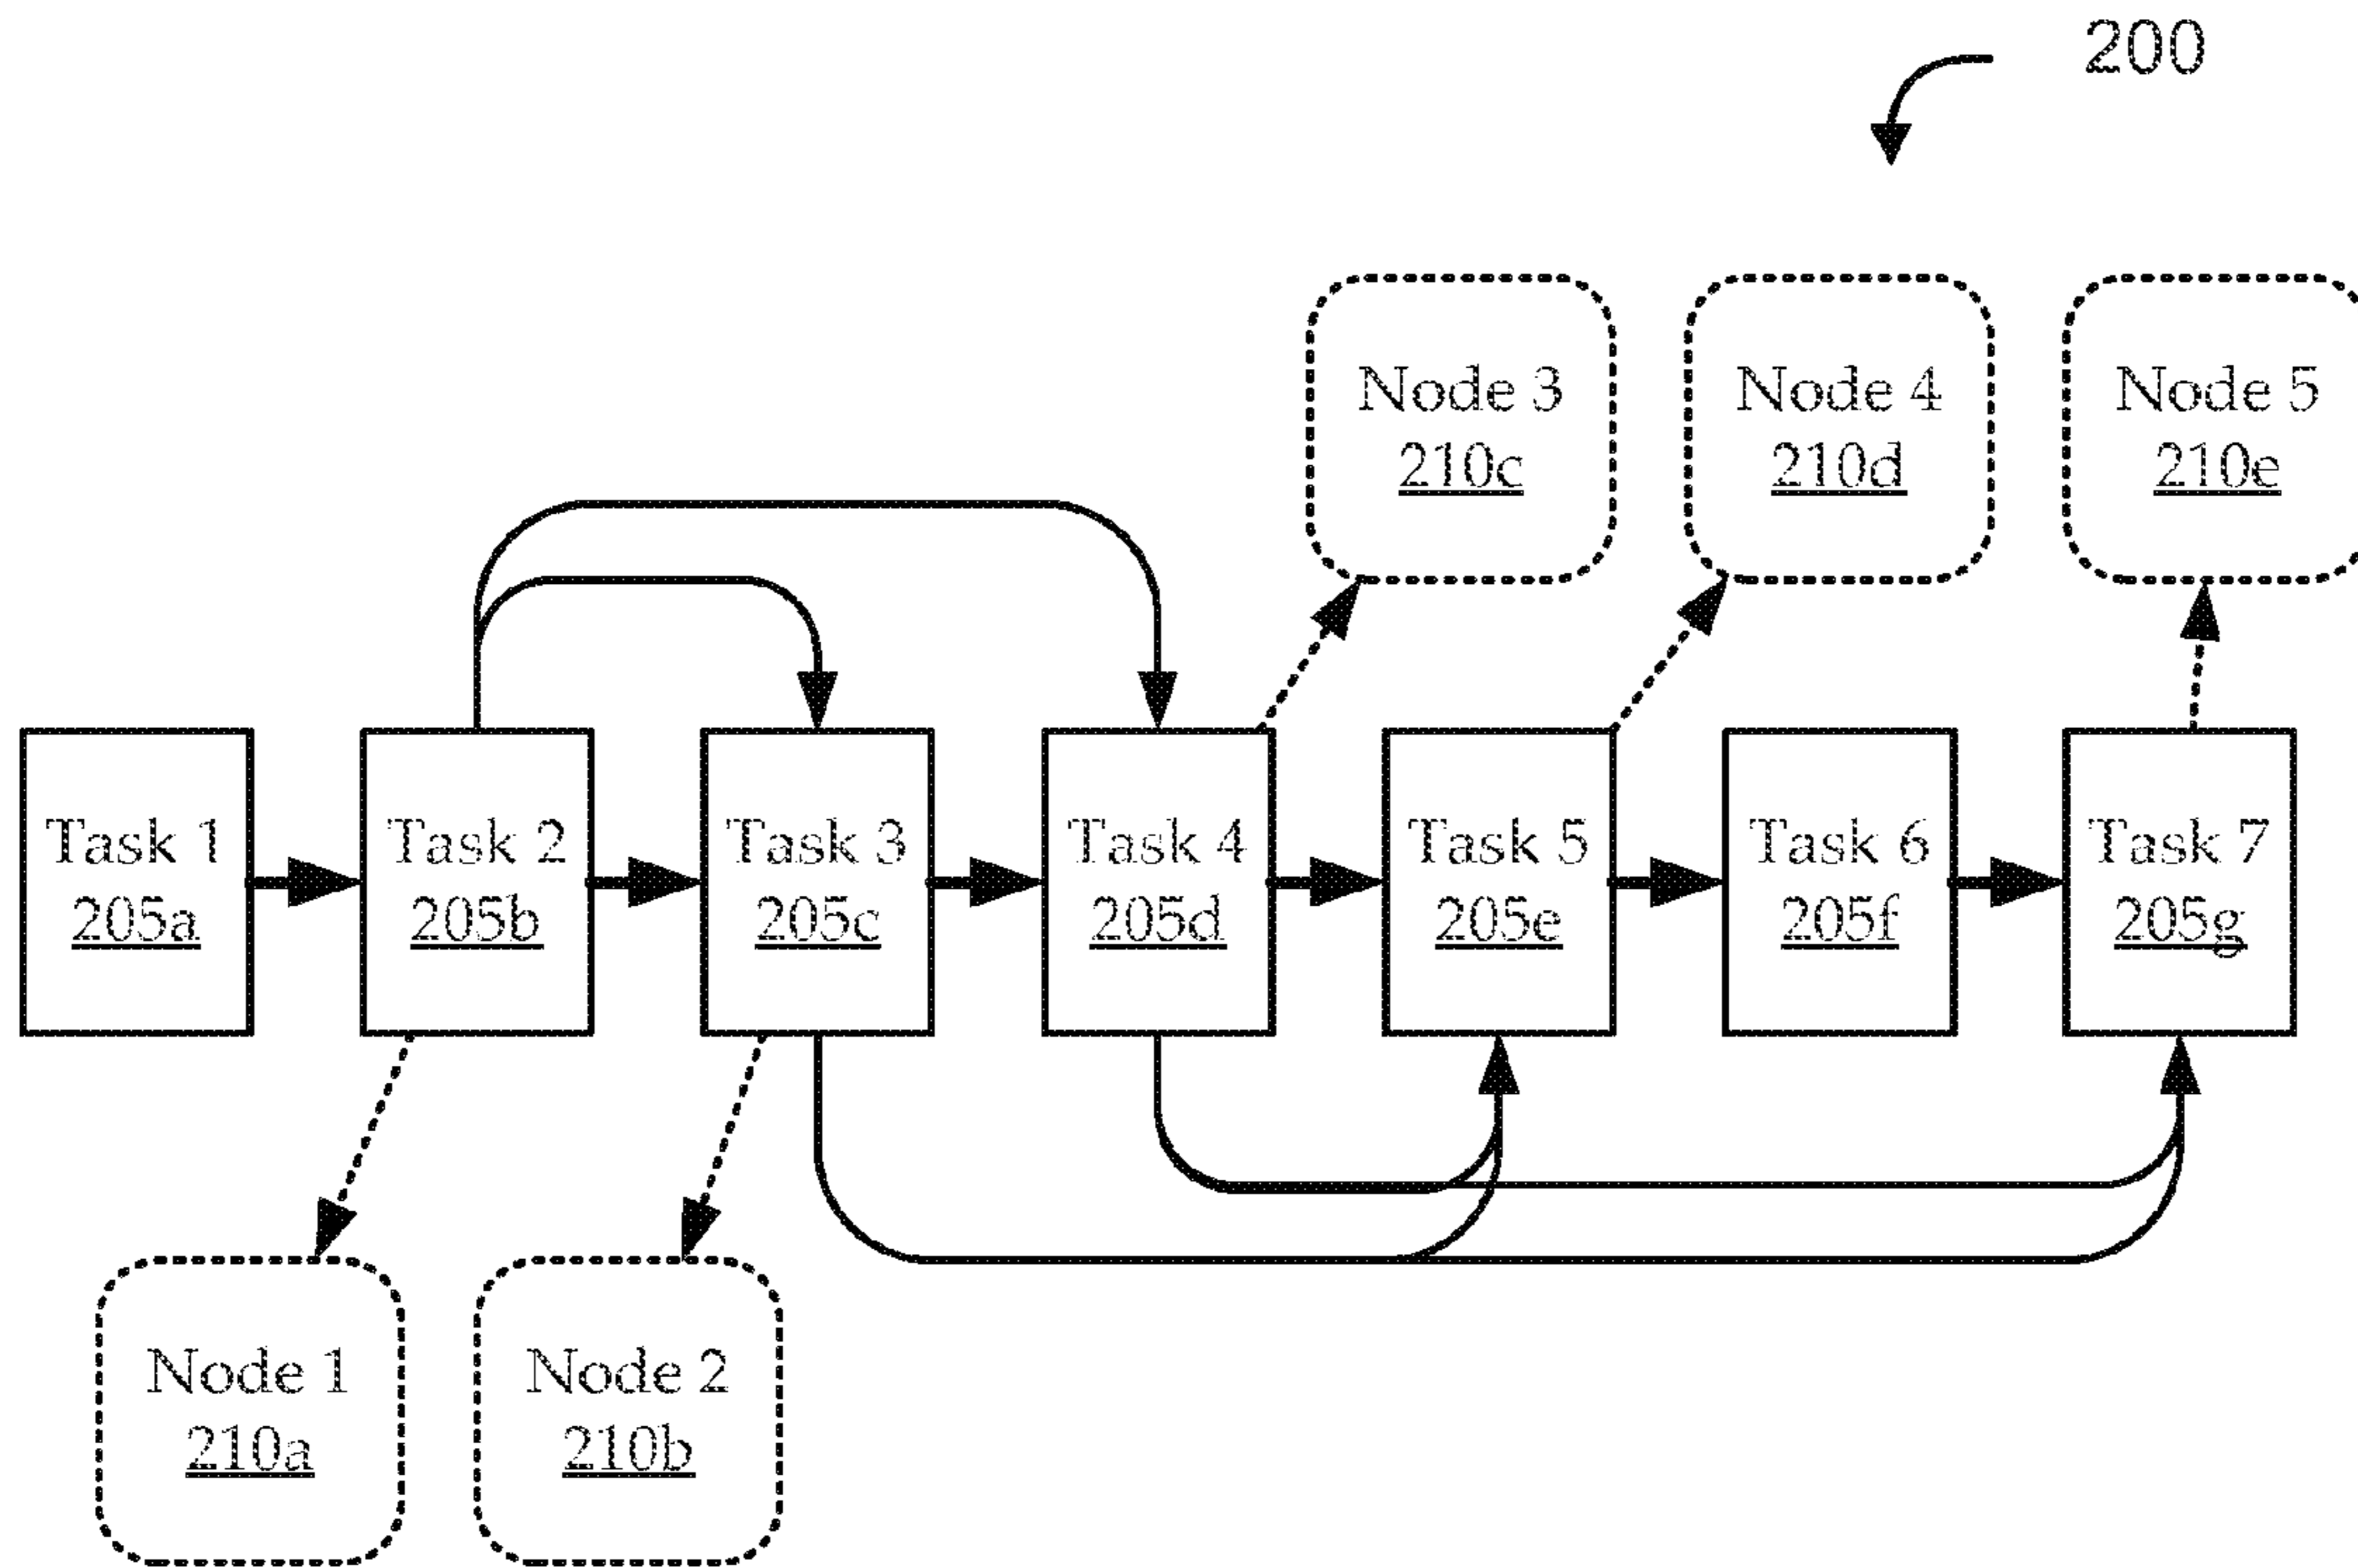 200
Node 3
210c
Node 4
210d
Node 5
210e
Task 1
205a
Task 2
205b
Task 3
205c
Task 4
205d
Task 5
205e
Task 6
205f
Task 7
205g
Node 1
210a
Node 2
210b